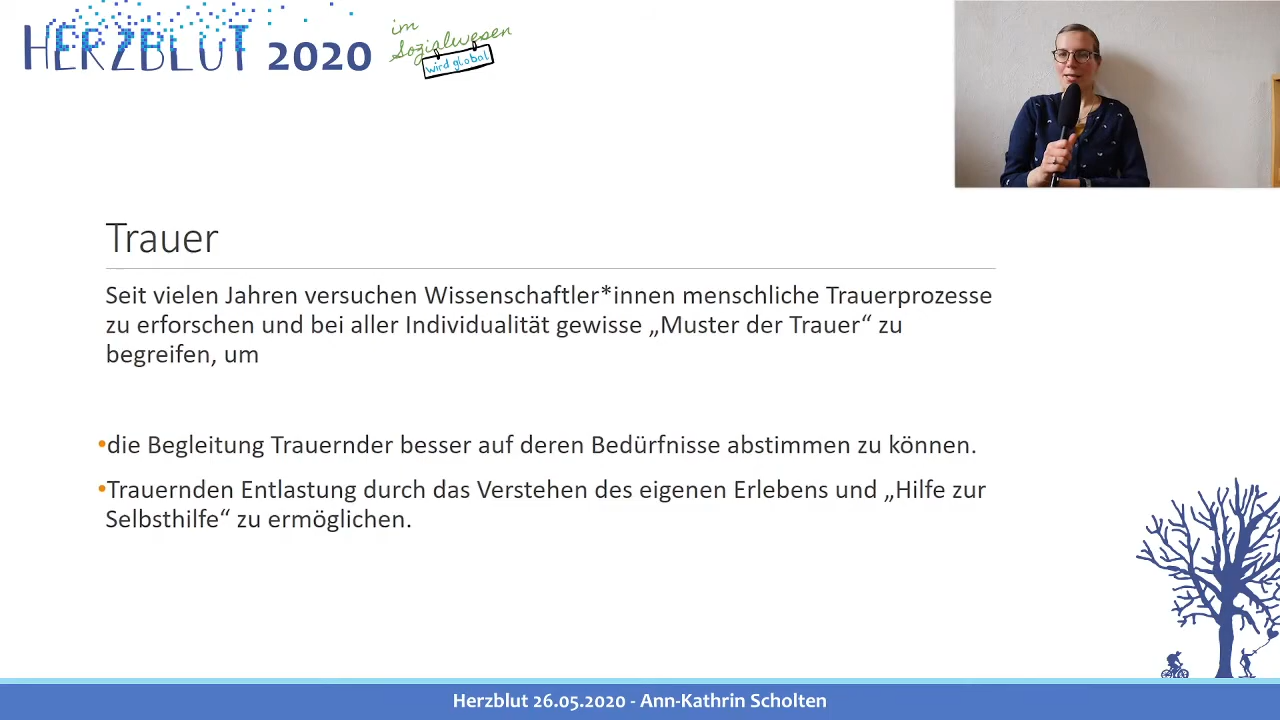 HERZBLUT 2020
im
Sozialwesen
wird global
Trauer
Seit vielen Jahren versuchen Wissenschaftler*innen menschliche Trauerprozesse
zu erforschen und bei aller Individualität gewisse „Muster der Trauer“ zu
begreifen, um
•die Begleitung Trauernder besser auf deren Bedürfnisse abstimmen zu können.
•Trauernden Entlastung durch das Verstehen des eigenen Erlebens und „Hilfe zur
Selbsthilfe“ zu ermöglichen.
Herzblut 26.05.2020 - Ann-Kathrin Scholten